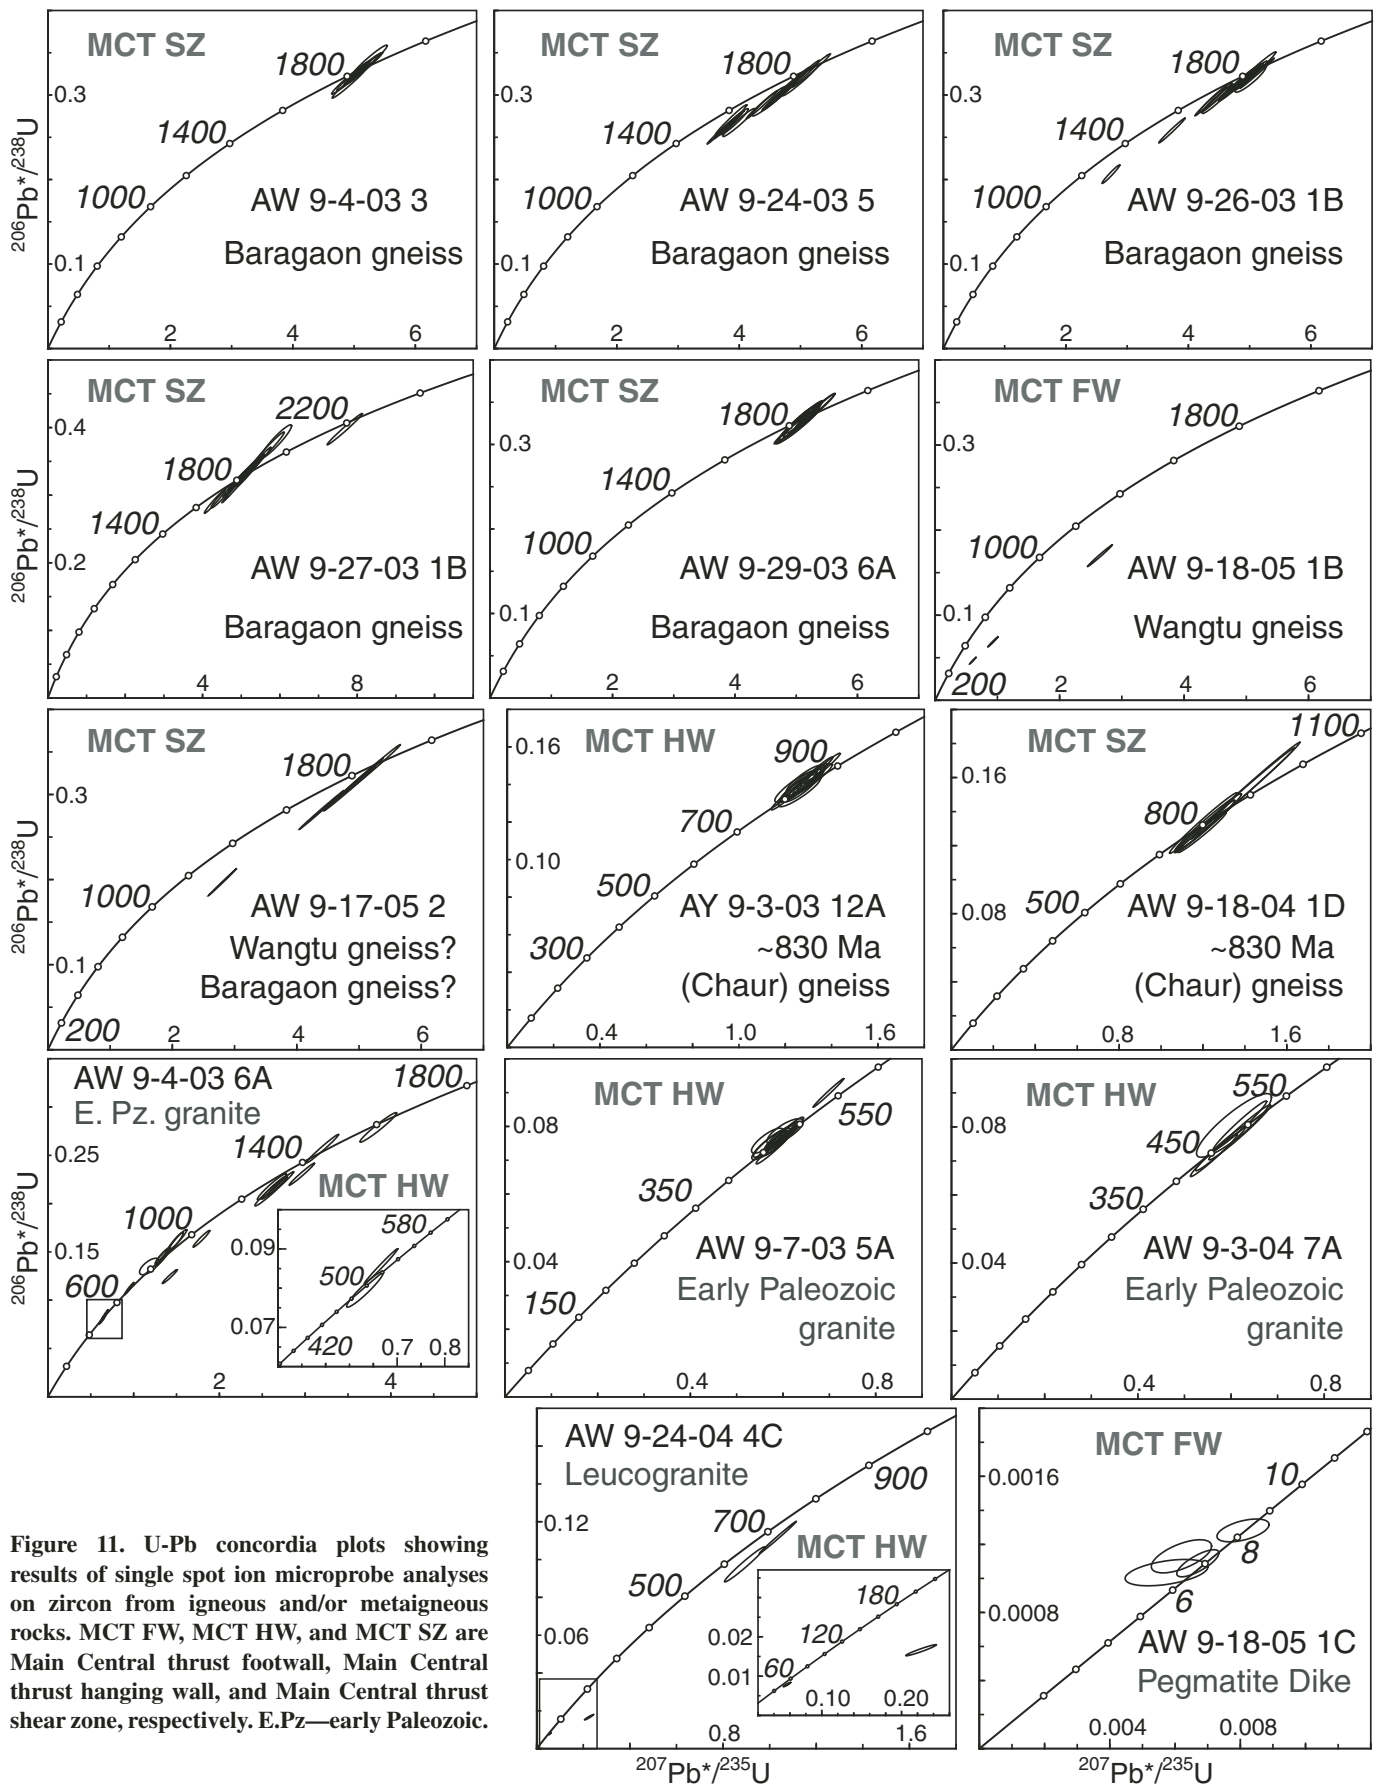 MCT SZ
1800
0.3
1400
1000
AW 9-4-03 3
0.1
Baragaon gneiss
2 4 6
206Pb*/238U
MCT SZ
1800
0.3
1400
1000
AW 9-24-03 5
0.1
Baragaon gneiss
2 4 6
MCT SZ
1800
0.3
1400
1000
AW 9-26-03 1B
0.1
Baragaon gneiss
2 4 6
MCT SZ
2200
0.4
1800
1400
0.2
AW 9-27-03 1B
Baragaon gneiss
4 8
206Pb*/238U
MCT SZ
1800
0.3
1400
1000
AW 9-29-03 6A
0.1
Baragaon gneiss
2 4 6
MCT FW
1800
0.3
1000
AW 9-18-05 1B
0.1
Wangtu gneiss
200 2 4 6
MCT SZ
1800
0.3
1000
AW 9-17-05 2
Wangtu gneiss?
0.1
Baragaon gneiss?
200 2 4 6
206Pb*/238U
MCT HW
0.16
900
700
0.10
500
AY 9-3-03 12A
300
~830 Ma
(Chaur) gneiss
0.4 1.0 1.6
MCT SZ
1100
0.16
800
500
0.08
AW 9-18-04 1D
~830 Ma
(Chaur) gneiss
0.8 1.6
AW 9-4-03 6A
1800
E. Pz. granite
1400
0.25
MCT HW
1000
0.15
600
580
0.09
500
0.07
420 0.7 0.8
2 4
206Pb*/238U
MCT HW
0.08
550
350
AW 9-7-03 5A
0.04
Early Paleozoic
150
granite
0.4 0.8
MCT HW
550
0.08
450
350
AW 9-3-04 7A
0.04
Early Paleozoic
granite
0.4 0.8
AW 9-24-04 4C
Leucogranite
900
0.12
700
MCT HW
500
0.06
180
0.02
120
60
0.01
0.10 0.20
0.8 1.6
207Pb*/235U
MCT FW
0.0016
10
8
6
0.0008
AW 9-18-05 1C
Pegmatite Dike
0.004 0.008
207Pb*/235U
Figure 11. U-Pb concordia plots showing
results of single spot ion microprobe analyses
on zircon from igneous and/or metaigneous
rocks. MCT FW, MCT HW, and MCT SZ are
Main Central thrust footwall, Main Central
thrust hanging wall, and Main Central thrust
shear zone, respectively. E.Pz—early Paleozoic.